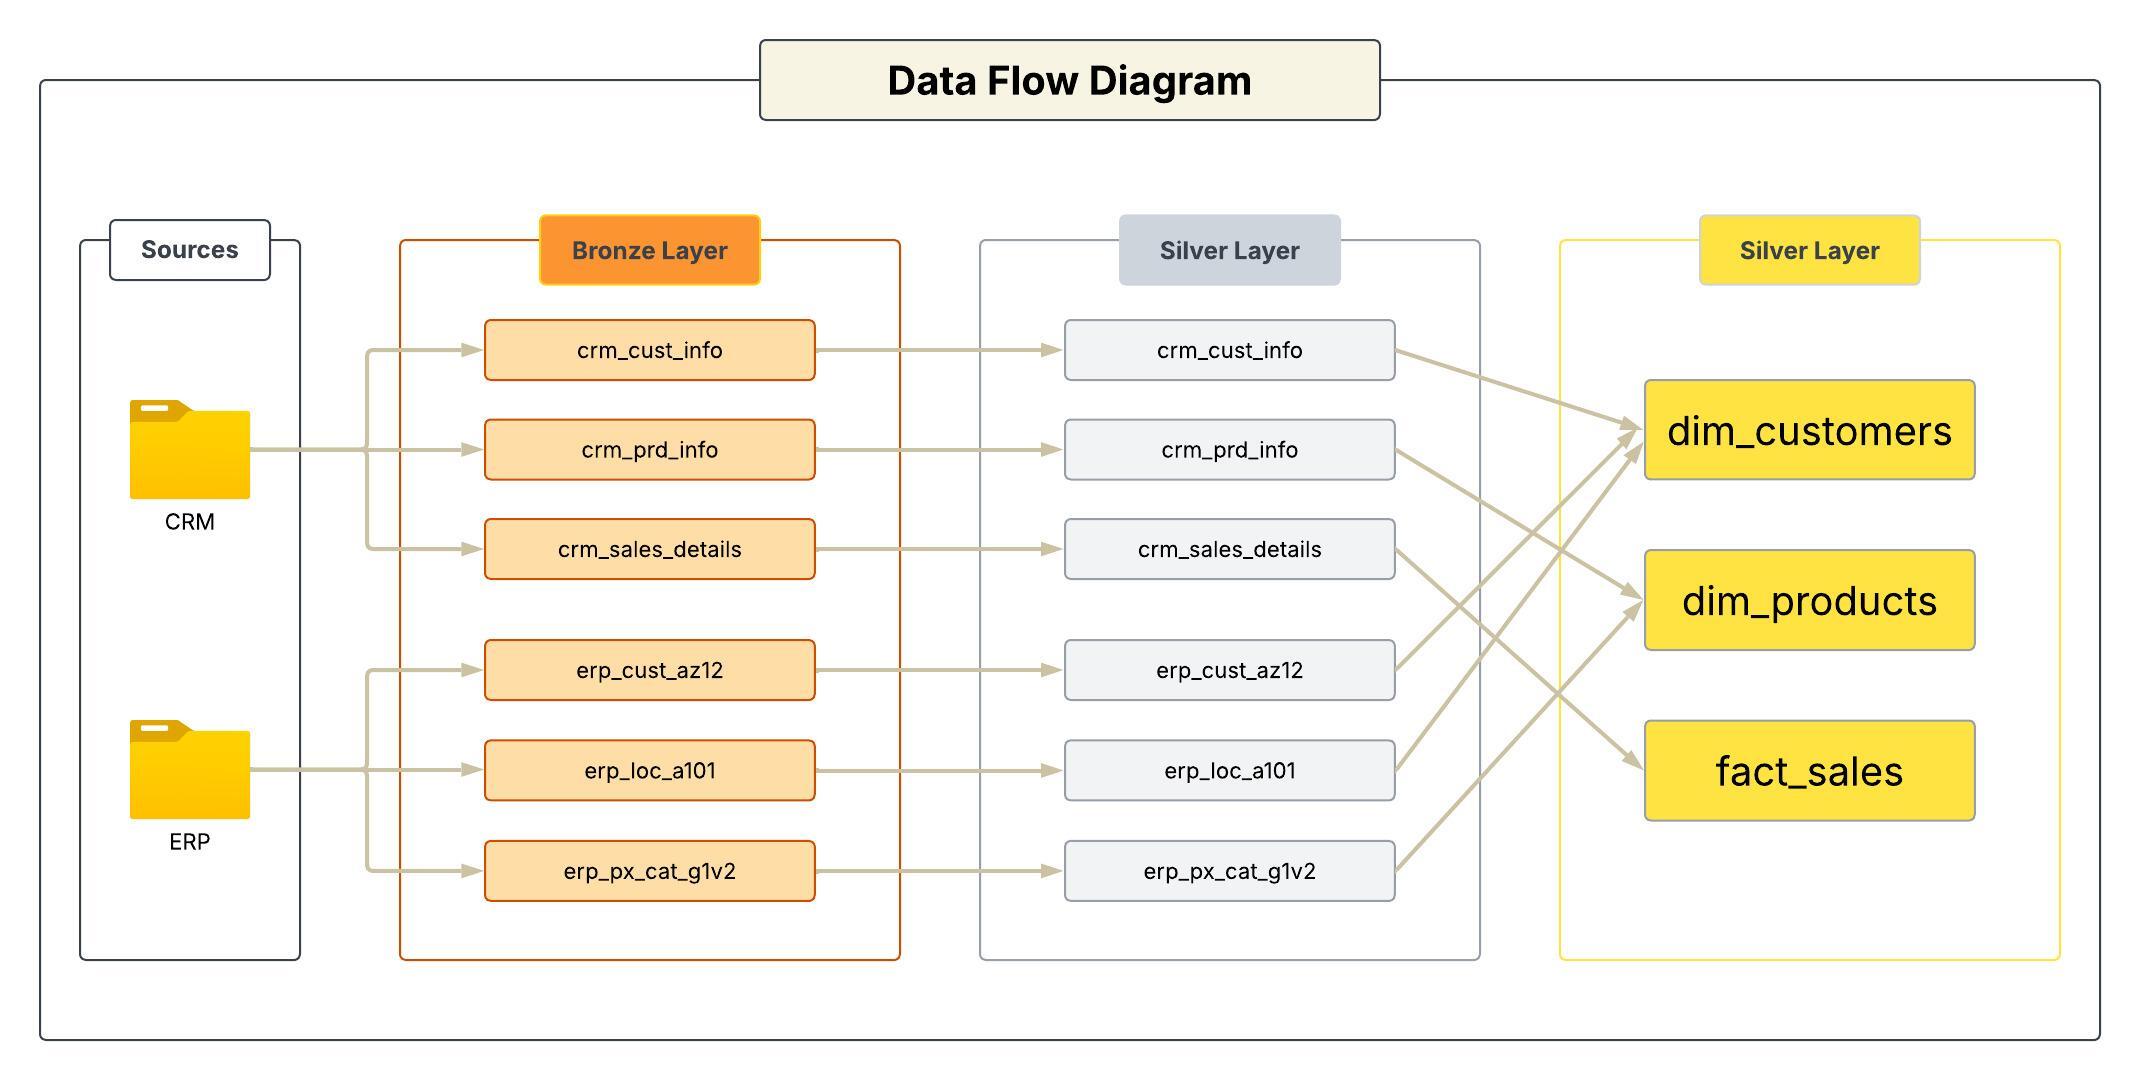 Data Flow Diagram
Sources
CRM
ERP
Bronze Layer
crm_cust_info
crm_prd_info
crm_sales_details
erp_cust_az12
erp_loc_a101
erp_px_cat_g1v2
Silver Layer
crm_cust_info
crm_prd_info
crm_sales_details
erp_cust_az12
erp_loc_a101
erp_px_cat_g1v2
Silver Layer
dim_customers
dim_products
fact_sales